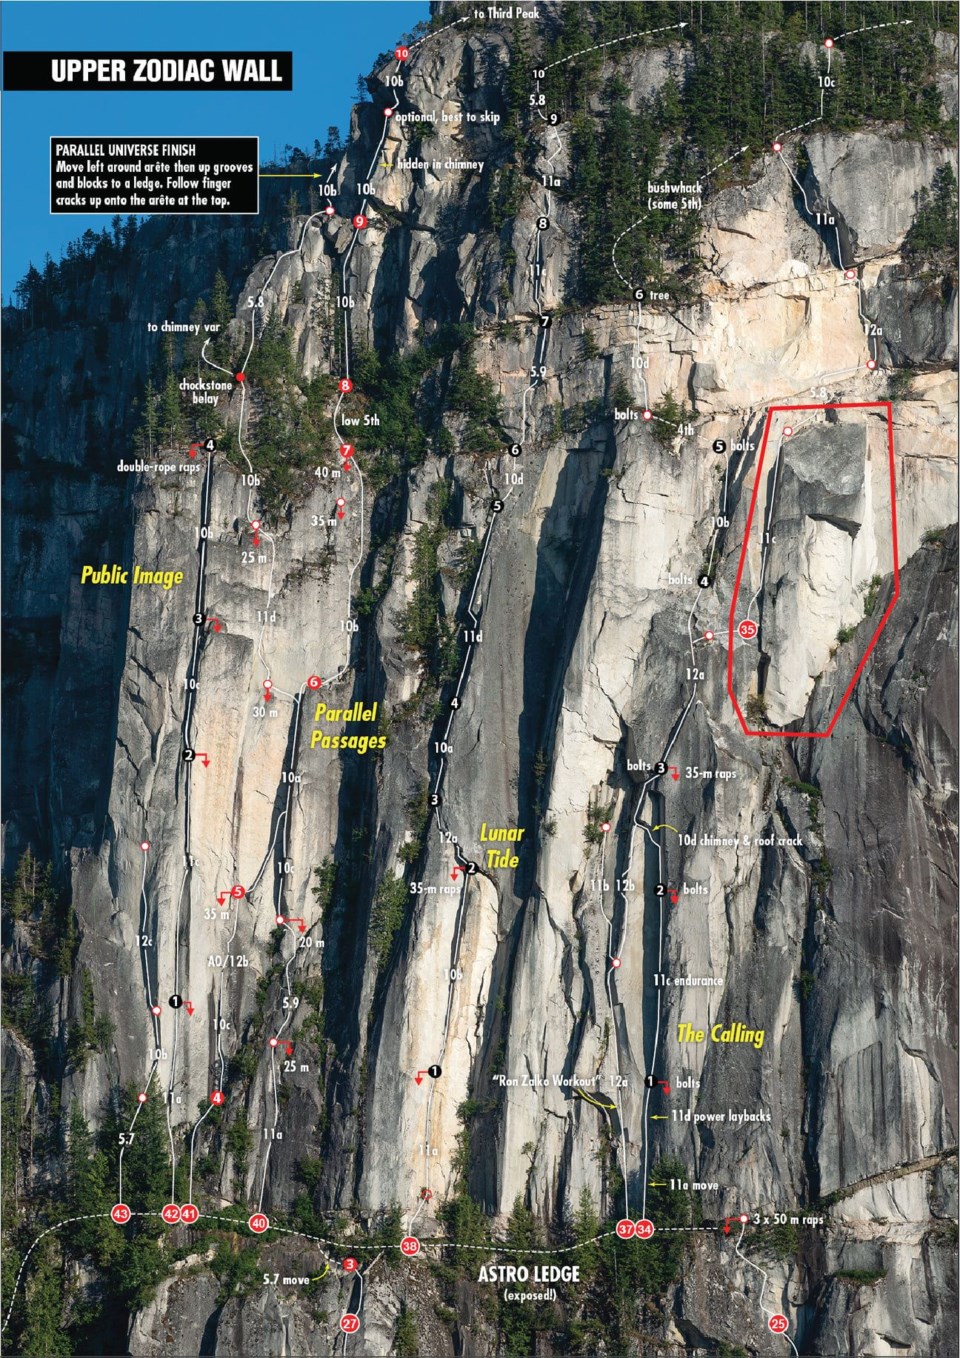 to Third Peak
UPPER ZODIAC WALL
10
10b
optional, best to skip
10
5.8
9
10c
PARALLEL UNIVERSE FINISH
Move left around arête then up grooves
and blocks to a ledge. Follow finger
cracks up onto the arête at the top.
hidden in chimney
10b
10b
9
11a
8
bushwhack
(some 5th)
11a
11c
6 tree
5.8
10b
7
12a
to chimney var
5.9
10d
chockstone
belay
8
5.8
low 5th
bolts
4th
4
double-rope raps
7
40 m
6
5 bolts
10b
10d
5
10b
35 m
10b
11c
25 m
bolts 4
Public Image
3
11d
10b
11d
35
10c
6
12a
30 m
4
Parallel
Passages
2
10a
10a
bolts 3
35-m raps
3
12a
Lunar
Tide
10d chimney & roof crack
11c
10c
2
35-m raps
11b
12b
2 bolts
5
35 m
20 m
12c
A0/12b
10b
11c endurance
1
5.9
10c
The Calling
10b
25 m
1
"Ron Zalko Workout"
12a
1 bolts
11a
4
11d power laybacks
5.7
11a
11a
11a move
43
42
41
40
38
37
34
3 x 50 m raps
5.7 move
3
ASTRO LEDGE
(exposed!)
27
25